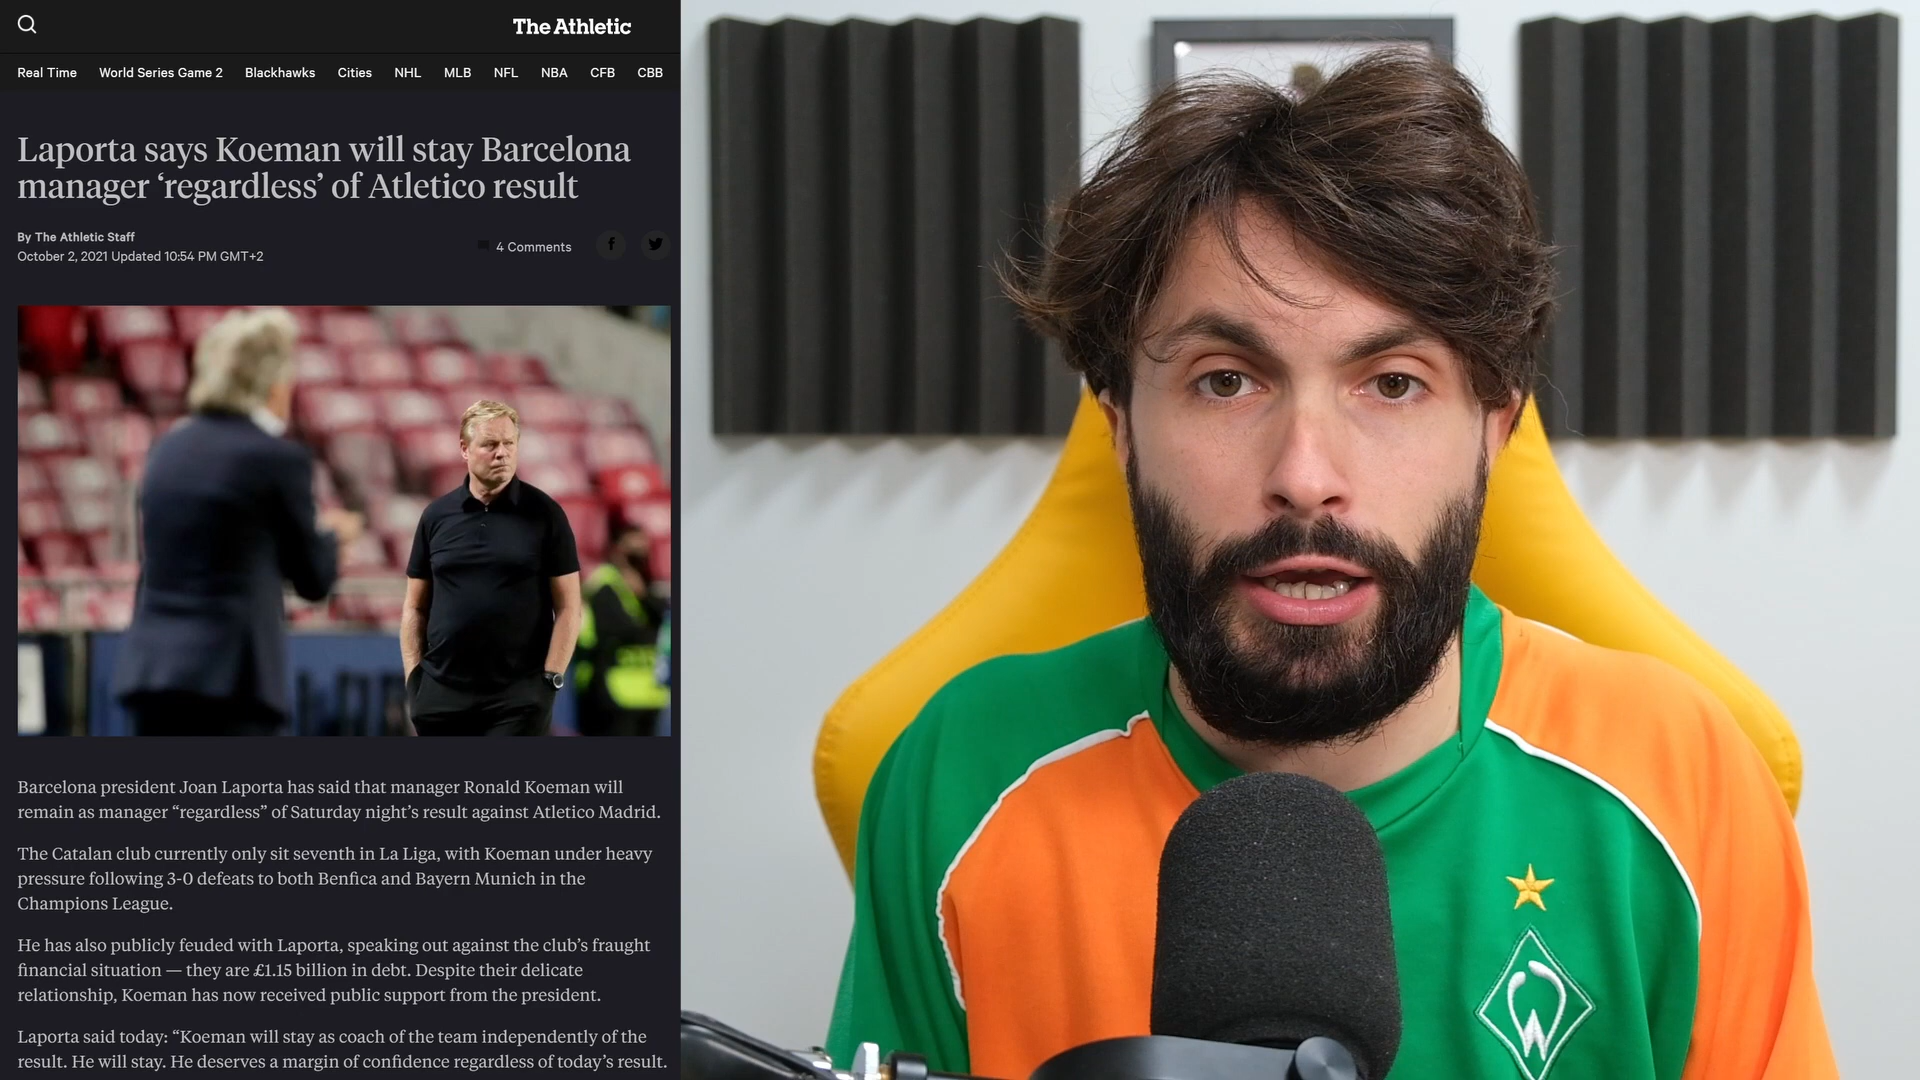 The Athletic
Real Time World Series Game 2 Blackhawks Cities NHL MLB NFL NBA CFB CBB
Laporta says Koeman will stay Barcelona
manager ‘regardless’ of Atletico result
By The Athletic Staff
October 2, 2021 Updated 10:54 PM GMT+2
4 Comments
Barcelona president Joan Laporta has said that manager Ronald Koeman will
remain as manager “regardless” of Saturday night’s result against Atletico Madrid.
The Catalan club currently only sit seventh in La Liga, with Koeman under heavy
pressure following 3-0 defeats to both Benfica and Bayern Munich in the
Champions League.
He has also publicly feuded with Laporta, speaking out against the club’s fraught
financial situation — they are £1.15 billion in debt. Despite their delicate
relationship, Koeman has now received public support from the president.
Laporta said today: “Koeman will stay as coach of the team independently of the
result. He will stay. He deserves a margin of confidence regardless of today’s result.